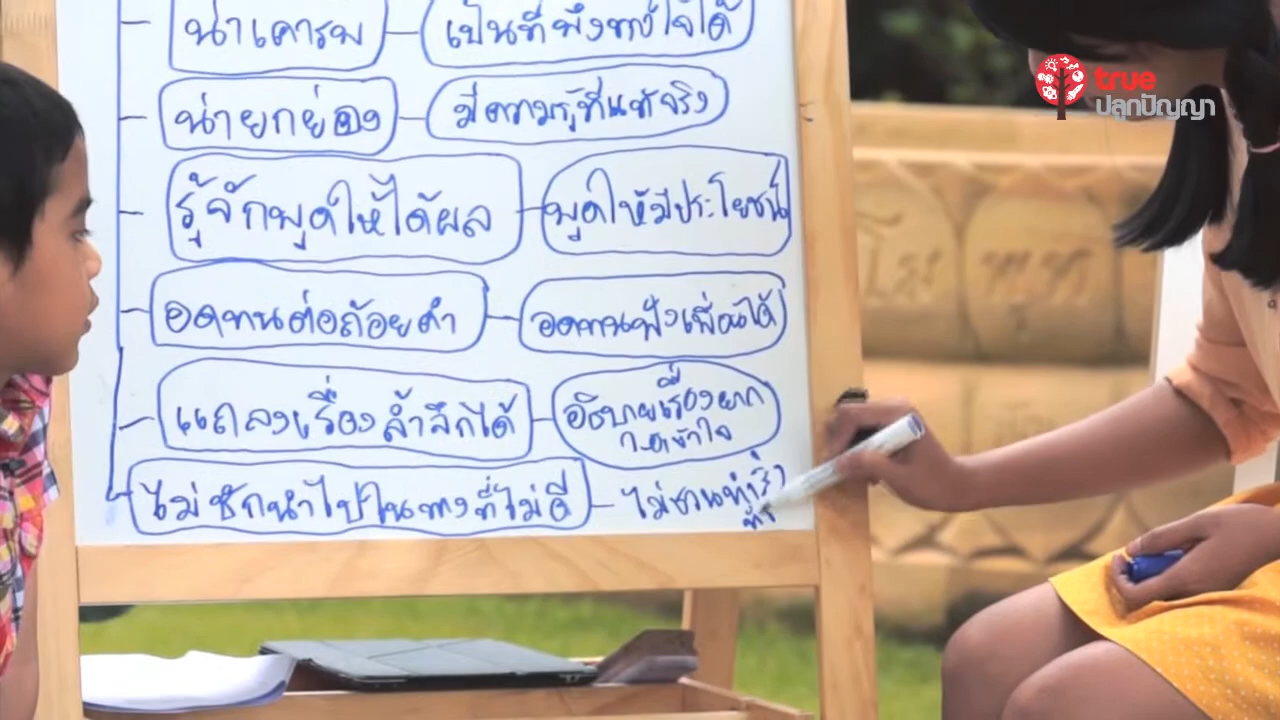 true
ปลูกปัญญา
น่าเคารพ เป็นที่พึ่งทางใจได้
น่ายกย่อง มีความรู้ที่แท้จริง
รู้จักพูดให้ได้ผล พูดให้มีประโยชน์
อดทนต่อถ้อยคำ อดทนฟังเพื่อนได้
แถลงเรื่องล้ำลึกได้ อธิบายเรื่องยาก
เข้าใจ
ไม่ชักนำไปในทางที่ไม่ดี ไม่ชวนทำ